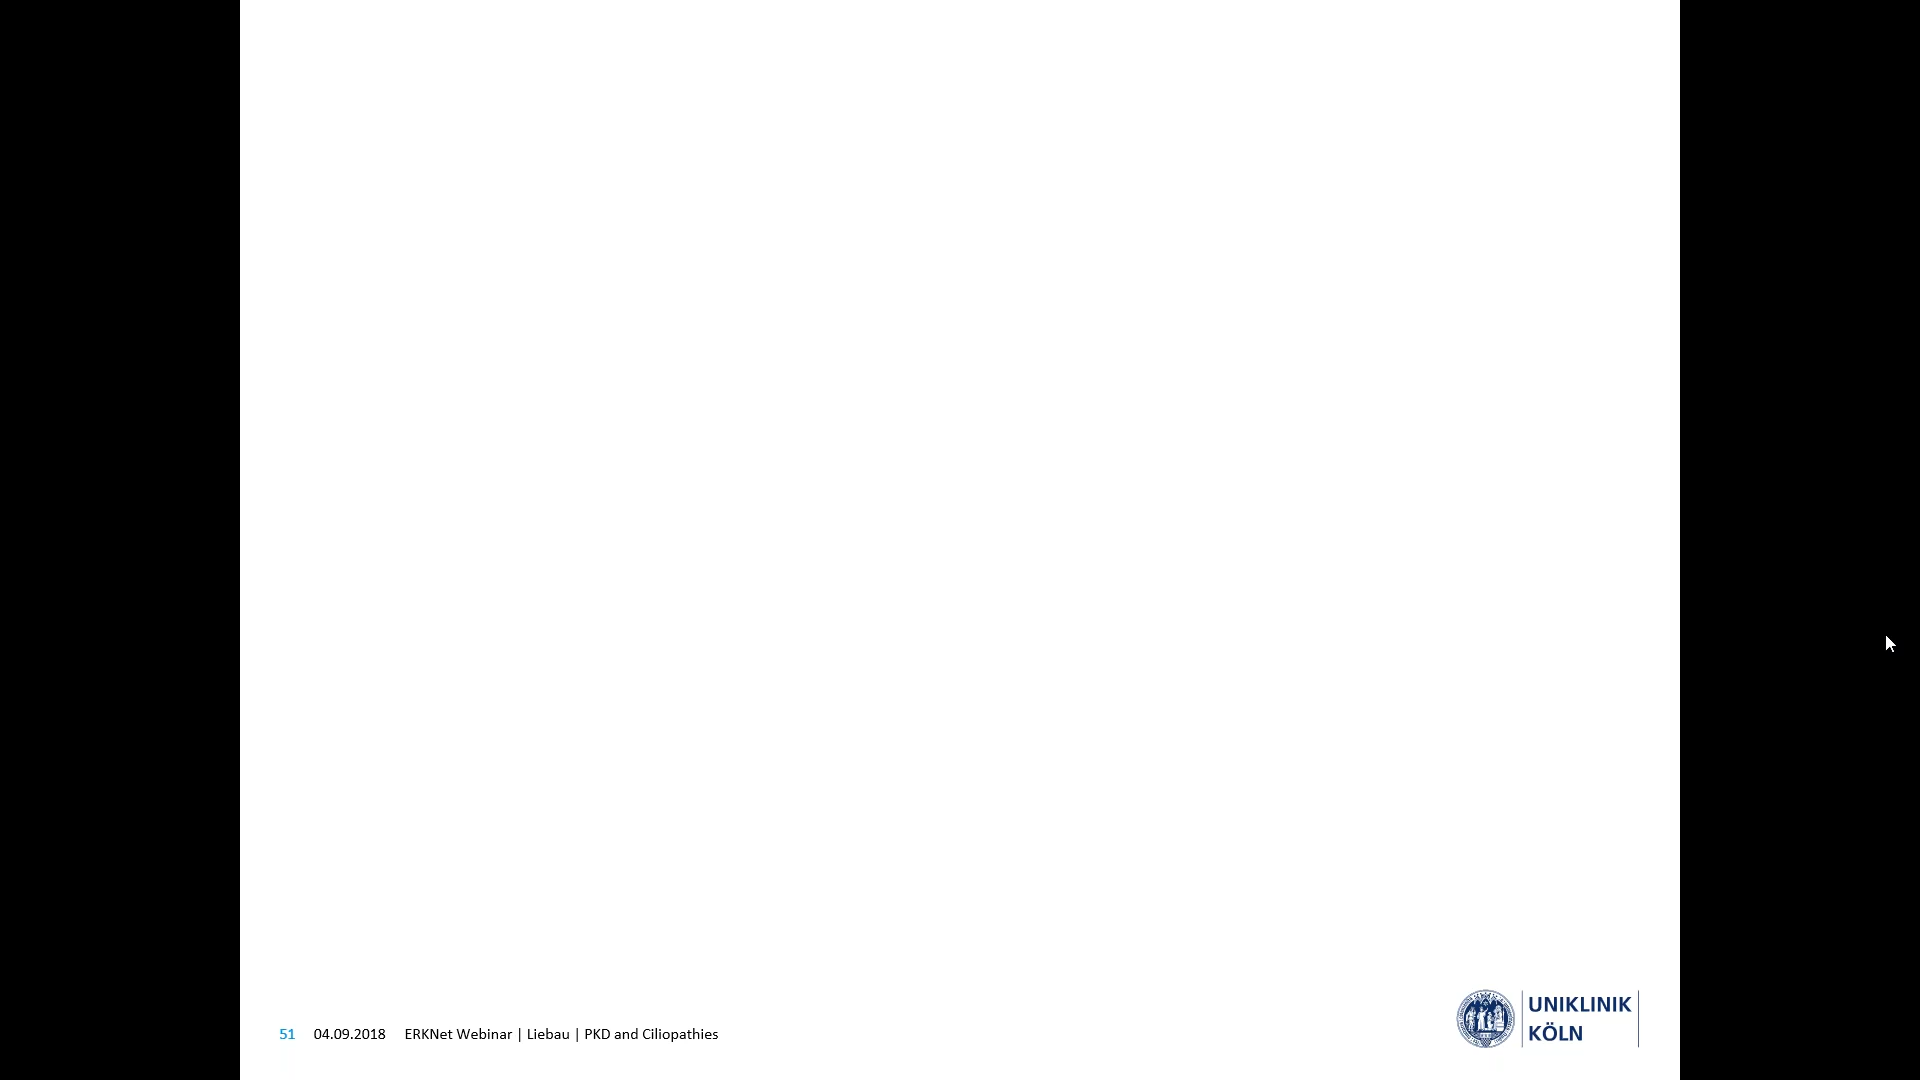 51 04.09.2018 ERKNet Webinar | Liebau | PKD and Ciliopathies
UNIKLINIK
KÖLN